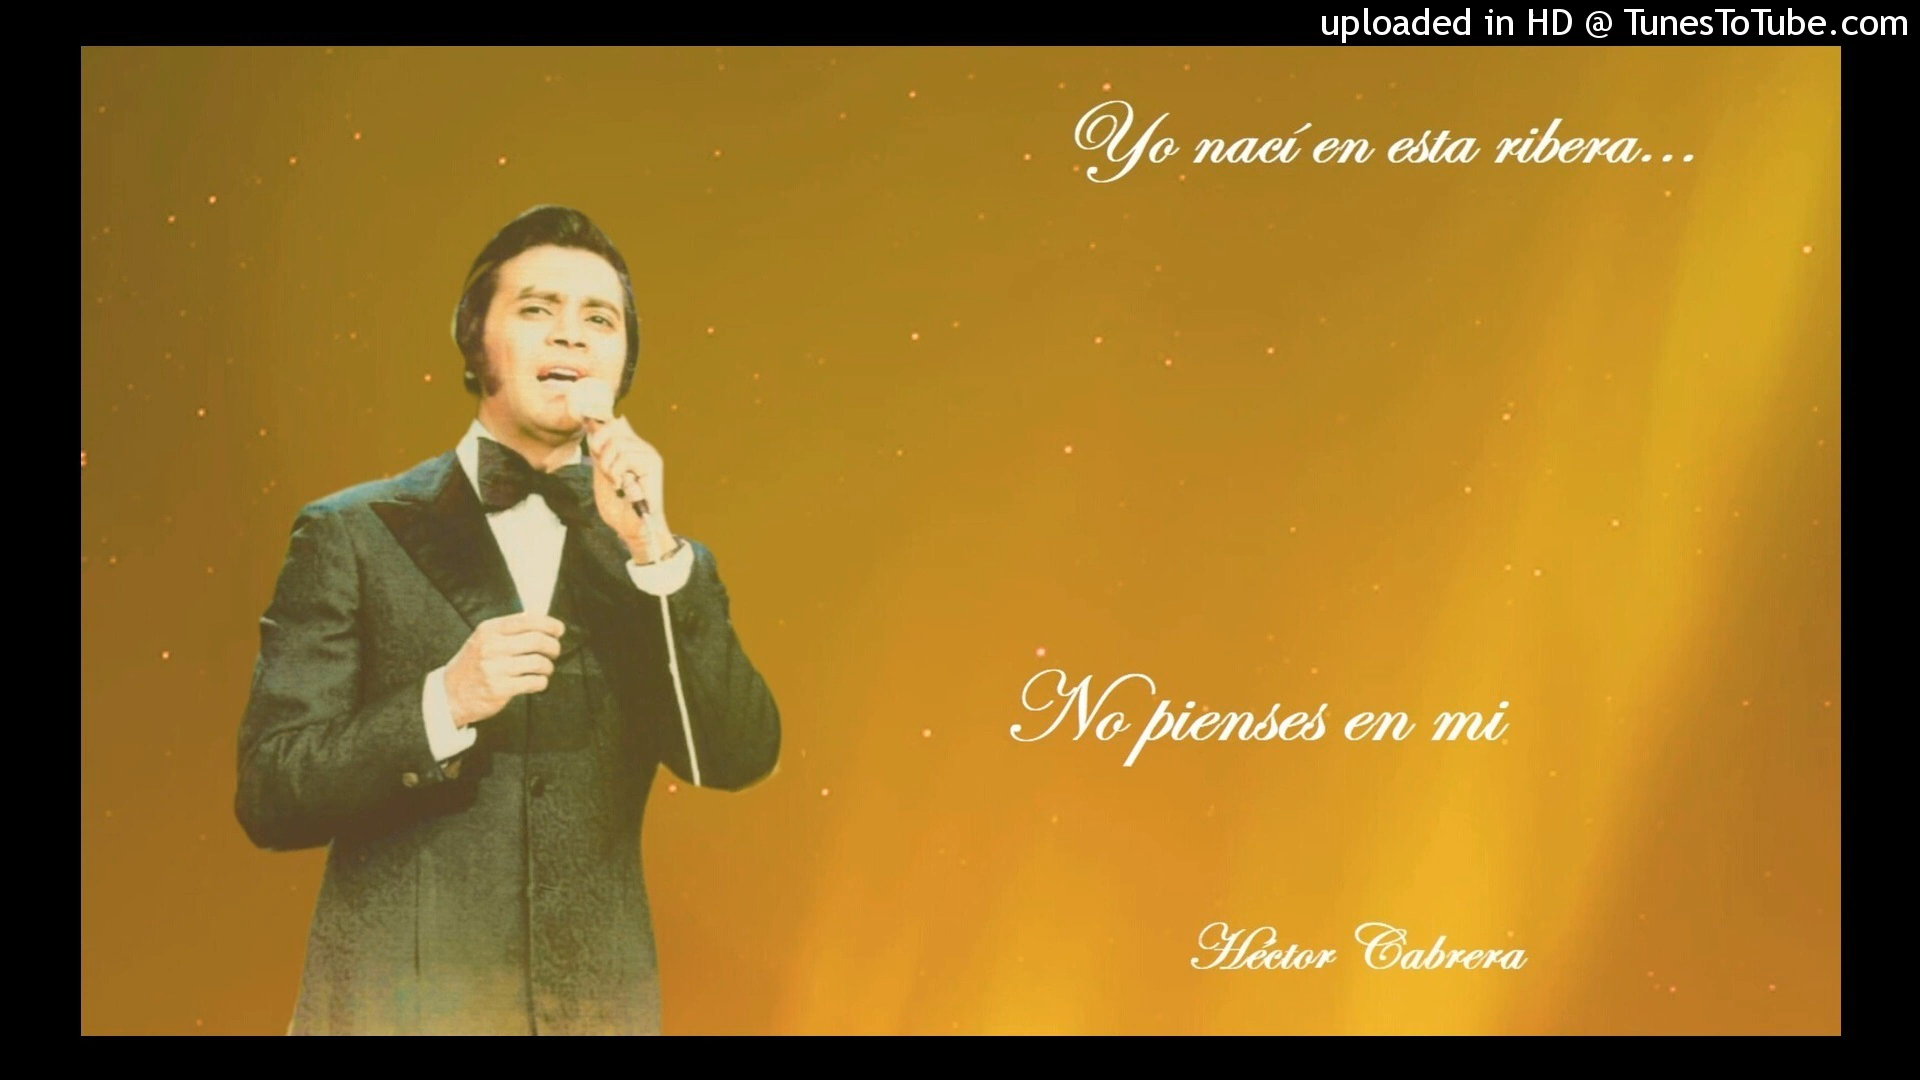 uploaded in HD @ TunesToTube.com
Yo nací en esta ribera...
No pienses en mi
Héctor Cabrera